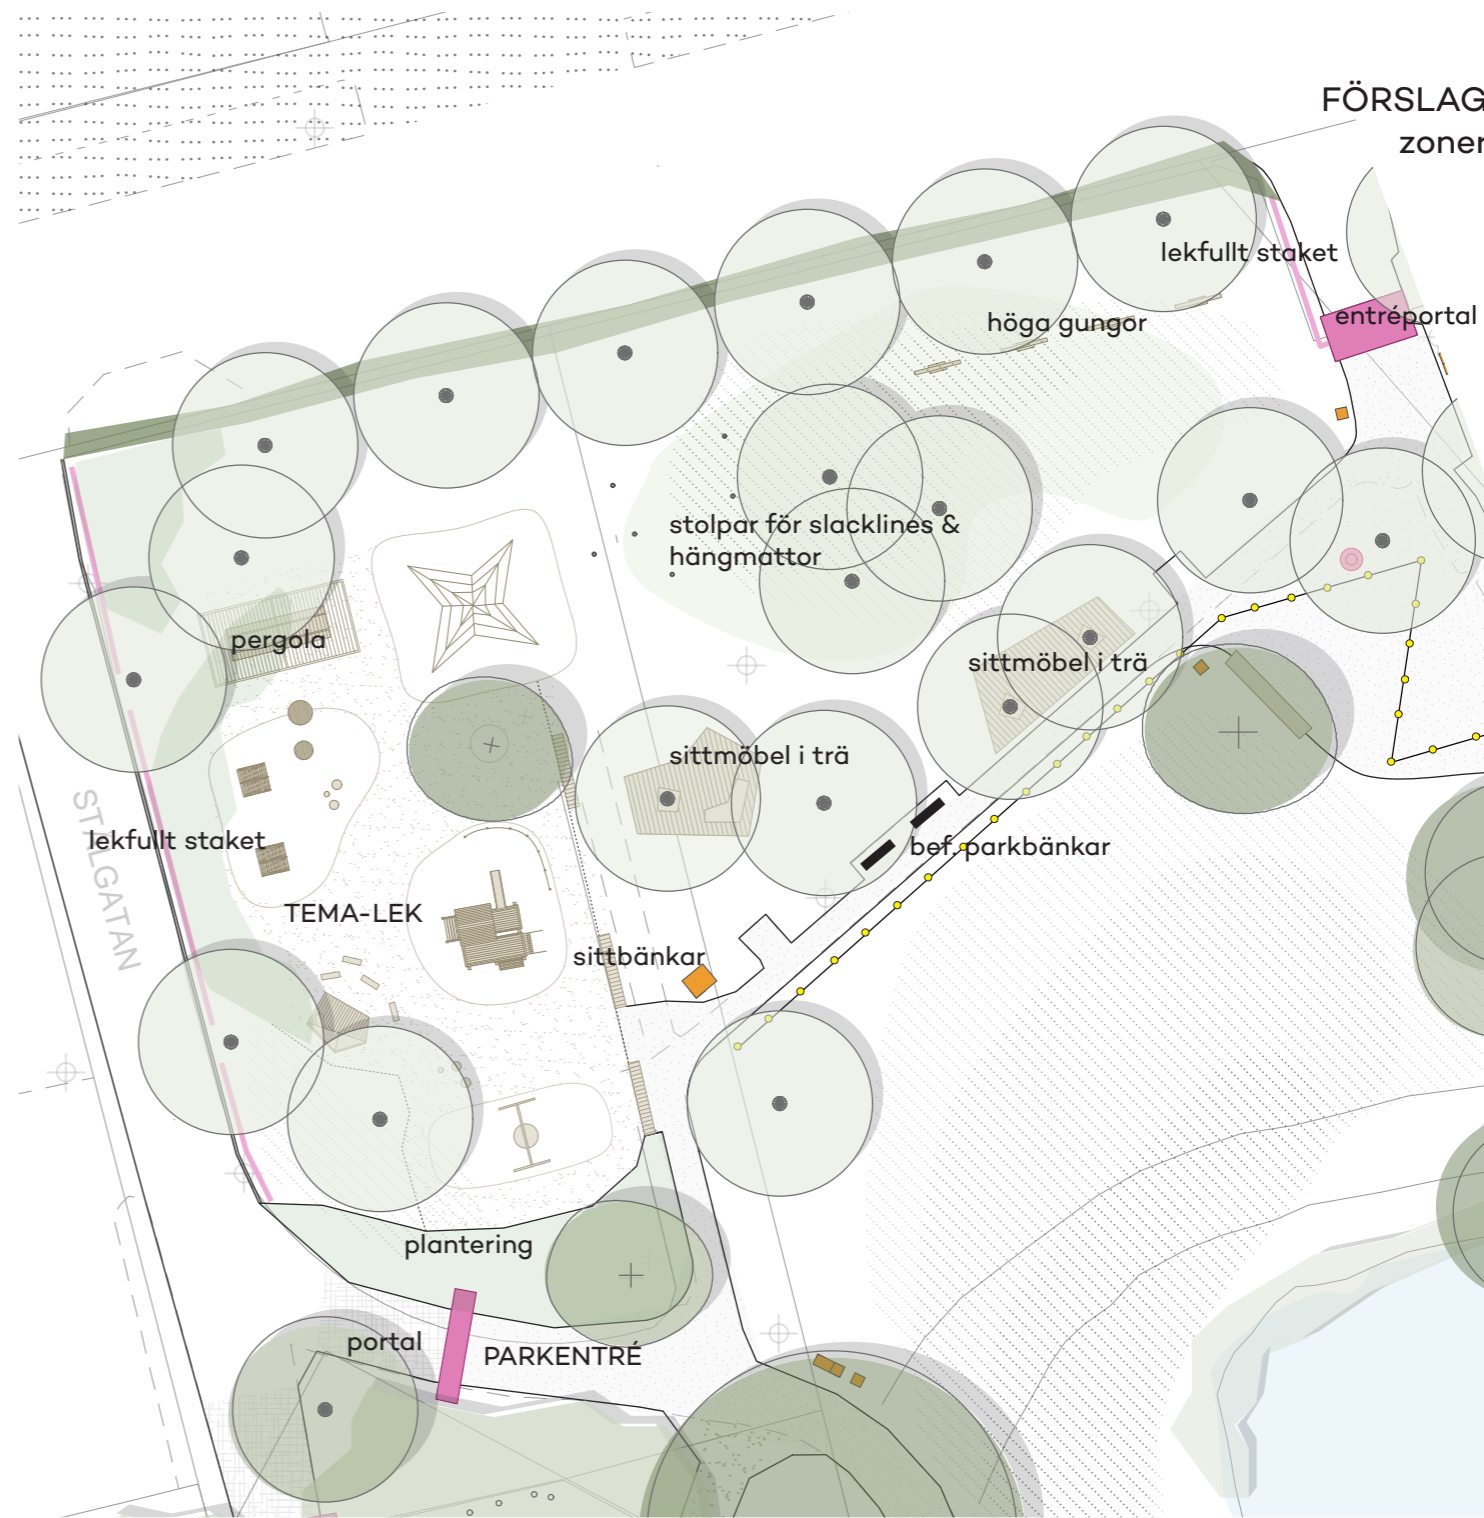 FÖRSLAG
zoner
lekfullt staket
entréportal
höga gungor
stolpar för slacklines &
hängmattor
pergola
sittmöbel i trä
sittmöbel i trä
lekfullt staket
STÅLGATAN
bef. parkbänkar
TEMA-LEK
sittbänkar
plantering
portal
PARKENTRÉ